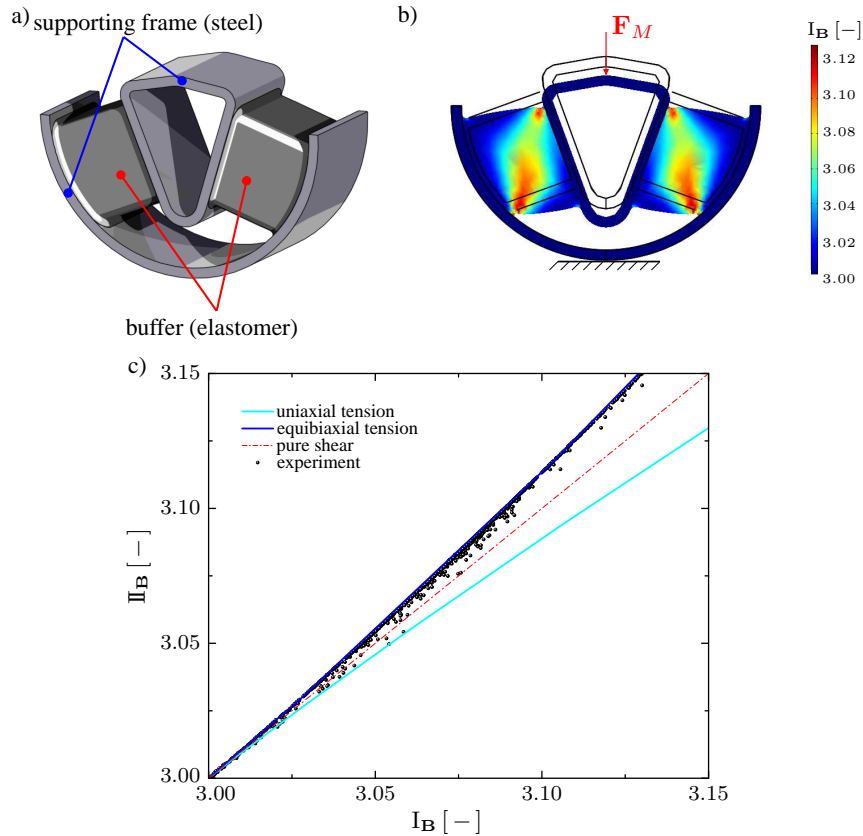 a)
supporting frame (steel)
buffer (elastomer)
b)
F_M
I_B [−]
3.12
3.10
3.08
3.06
3.04
3.02
3.00
c)
3.15
3.10
3.05
3.00
II_B [−]
uniaxial tension
equibiaxial tension
pure shear
experiment
3.00 3.05 3.10 3.15
I_B [−]